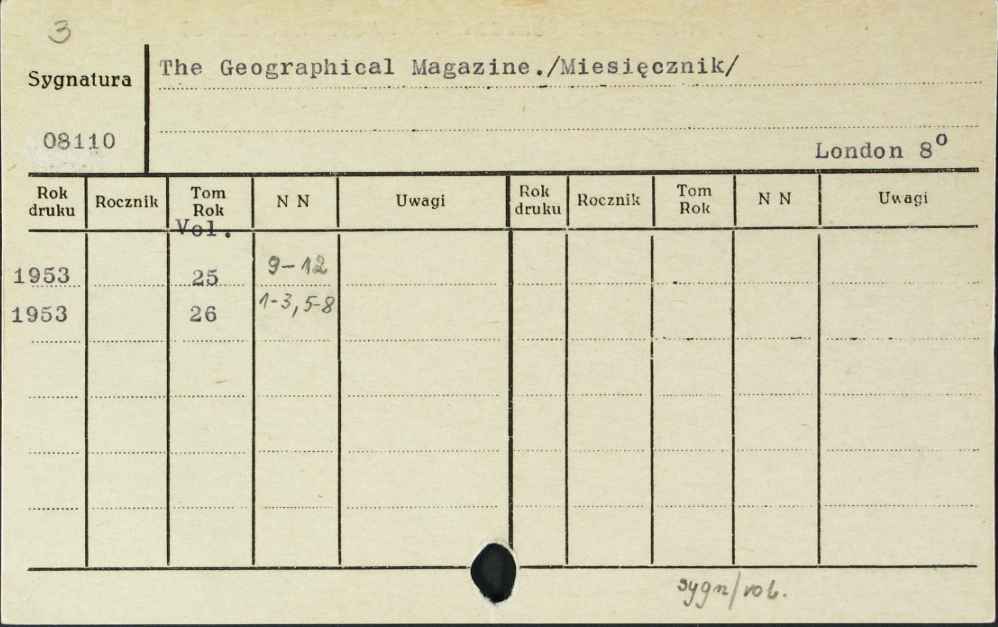 3
Sygnatura
The Geographical Magazine./Miesięcznik/
08110
London 8º
Rok druku Rocznik Tom Rok N N Uwagi Rok druku Rocznik Tom Rok N N Uwagi
Vol.
1953 25 9-12
1953 26 1-3, 5-8
sygn/vol.